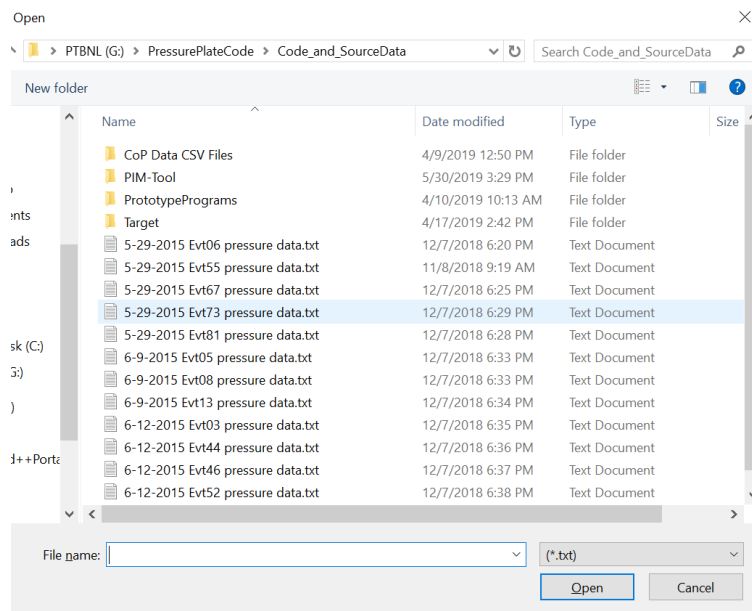 Open
PTBNL (G:) > PressurePlateCode > Code_and_SourceData
Search Code_and_SourceData
New folder
Name Date modified Type Size
CoP Data CSV Files 4/9/2019 12:50 PM File folder
PIM-Tool 5/30/2019 3:29 PM File folder
PrototypePrograms 4/10/2019 10:13 AM File folder
Target 4/17/2019 2:42 PM File folder
5-29-2015 Evt06 pressure data.txt 12/7/2018 6:20 PM Text Document
5-29-2015 Evt55 pressure data.txt 11/8/2018 9:19 AM Text Document
5-29-2015 Evt67 pressure data.txt 12/7/2018 6:25 PM Text Document
5-29-2015 Evt73 pressure data.txt 12/7/2018 6:29 PM Text Document
5-29-2015 Evt81 pressure data.txt 12/7/2018 6:28 PM Text Document
6-9-2015 Evt05 pressure data.txt 12/7/2018 6:33 PM Text Document
6-9-2015 Evt08 pressure data.txt 12/7/2018 6:33 PM Text Document
6-9-2015 Evt13 pressure data.txt 12/7/2018 6:34 PM Text Document
6-12-2015 Evt03 pressure data.txt 12/7/2018 6:35 PM Text Document
6-12-2015 Evt44 pressure data.txt 12/7/2018 6:36 PM Text Document
6-12-2015 Evt46 pressure data.txt 12/7/2018 6:37 PM Text Document
6-12-2015 Evt52 pressure data.txt 12/7/2018 6:38 PM Text Document
ents
ads
sk (C:)
G:)
)
d++Porta
File name:
(*.txt)
Open
Cancel